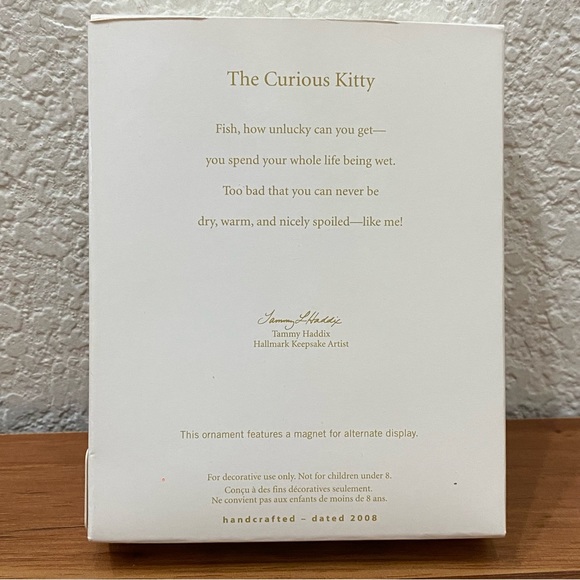 The Curious Kitty
Fish, how unlucky can you get—
you spend your whole life being wet.
Too bad that you can never be
dry, warm, and nicely spoiled—like me!
Tammy L Haddix
Tammy Haddix
Hallmark Keepsake Artist
This ornament features a magnet for alternate display.
For decorative use only. Not for children under 8.
Conçu à des fins décoratives seulement.
Ne convient pas aux enfants de moins de 8 ans.
handcrafted – dated 2008